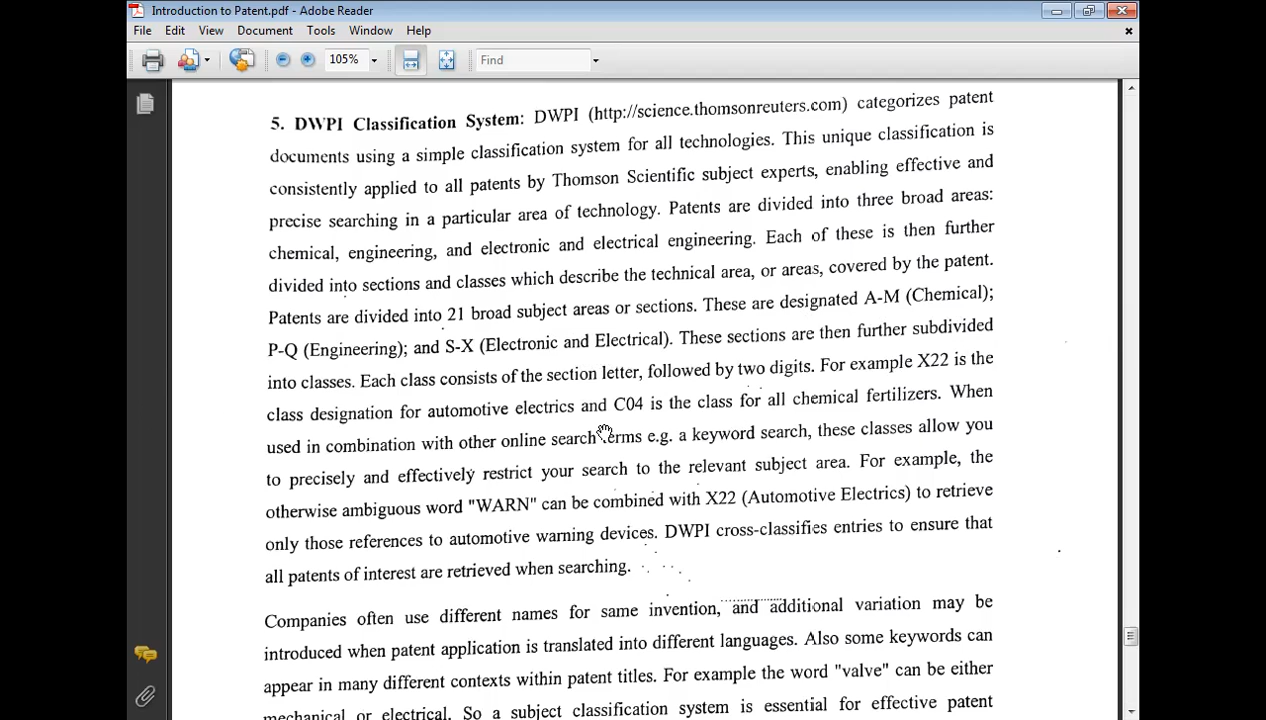 Introduction to Patent.pdf - Adobe Reader
File Edit View Document Tools Window Help
105% Find
5. DWPI Classification System: DWPI (http://science.thomsonreuters.com) categorizes patent
documents using a simple classification system for all technologies. This unique classification is
consistently applied to all patents by Thomson Scientific subject experts, enabling effective and
precise searching in a particular area of technology. Patents are divided into three broad areas:
chemical, engineering, and electronic and electrical engineering. Each of these is then further
divided into sections and classes which describe the technical area, or areas, covered by the patent.
Patents are divided into 21 broad subject areas or sections. These are designated A-M (Chemical);
P-Q (Engineering); and S-X (Electronic and Electrical). These sections are then further subdivided
into classes. Each class consists of the section letter, followed by two digits. For example X22 is the
class designation for automotive electrics and C04 is the class for all chemical fertilizers. When
used in combination with other online search terms e.g. a keyword search, these classes allow you
to precisely and effectively restrict your search to the relevant subject area. For example, the
otherwise ambiguous word "WARN" can be combined with X22 (Automotive Electrics) to retrieve
only those references to automotive warning devices. DWPI cross-classifies entries to ensure that
all patents of interest are retrieved when searching.
Companies often use different names for same invention, and additional variation may be
introduced when patent application is translated into different languages. Also some keywords can
appear in many different contexts within patent titles. For example the word "valve" can be either
mechanical or electrical. So a subject classification system is essential for effective patent